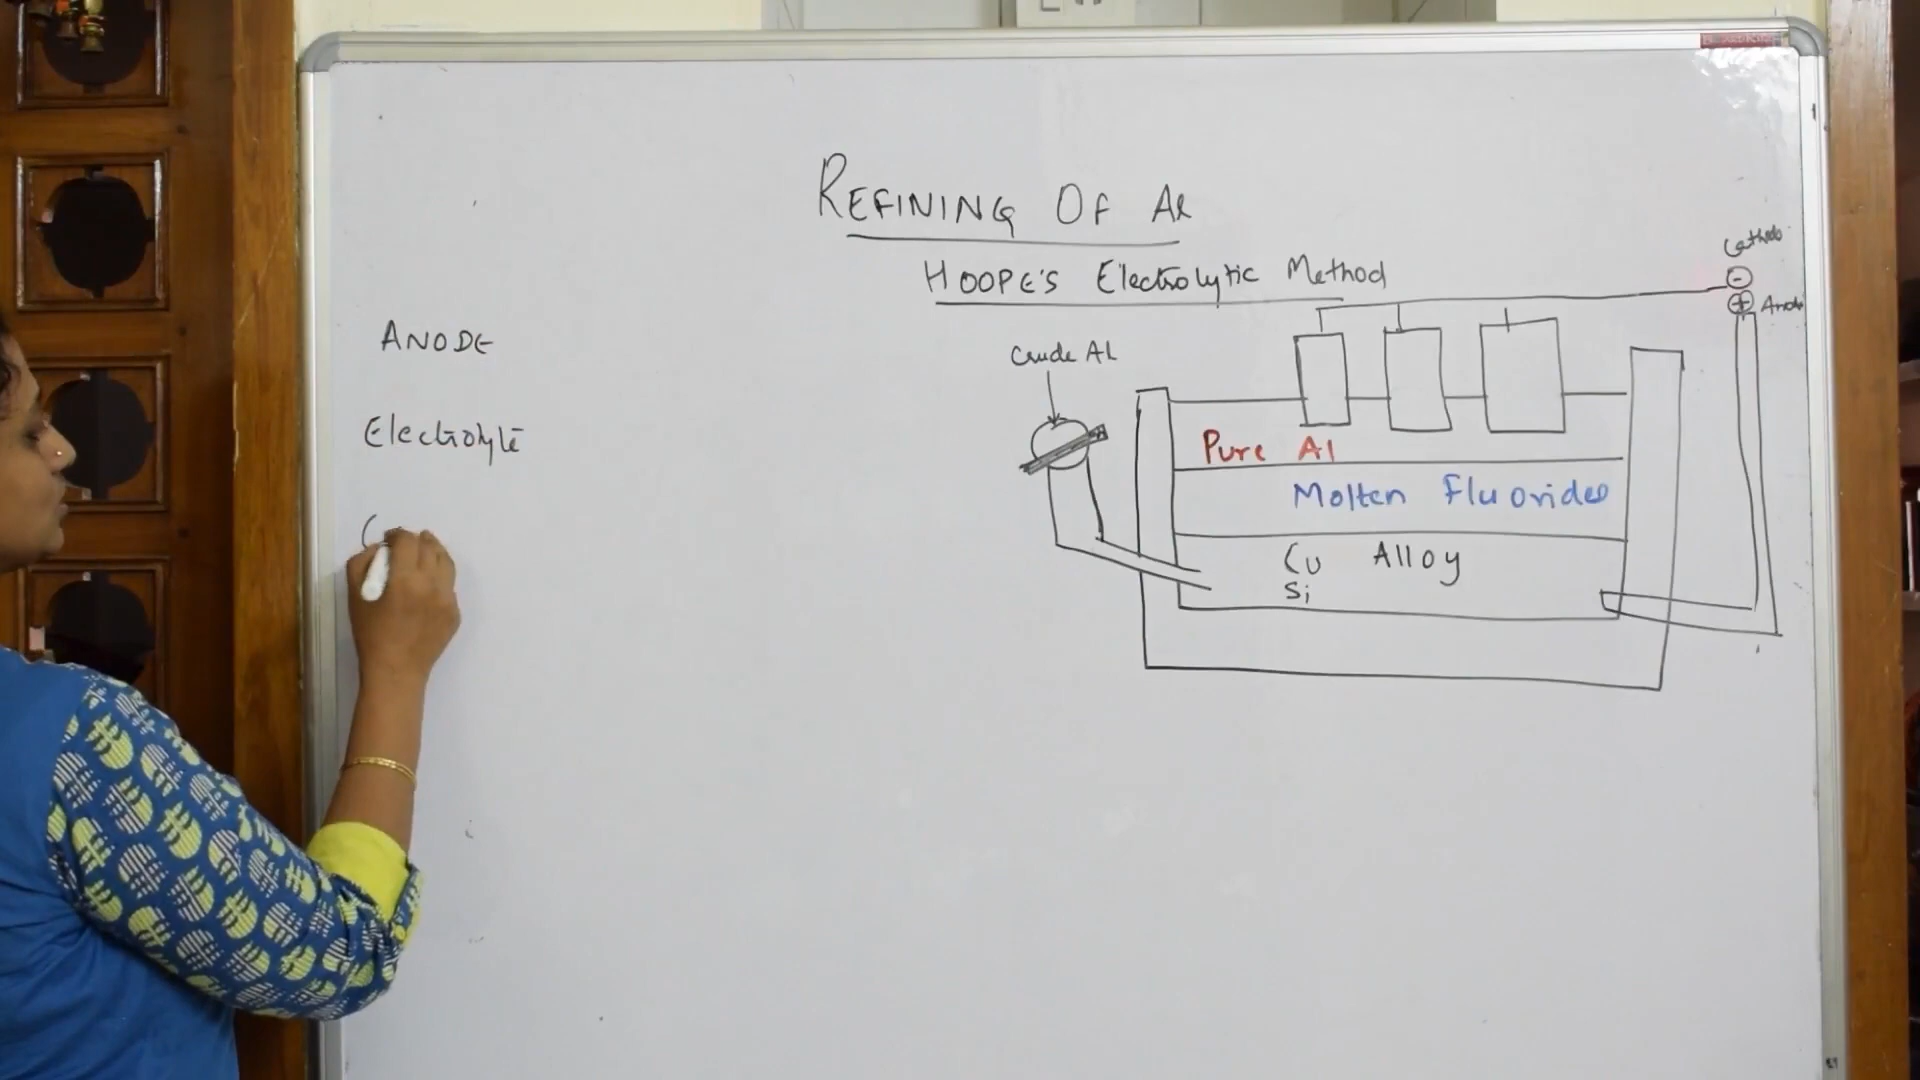 REFINING OF Al
HOOPE'S Electrolytic Method
Cathode
-
+ Anode
ANODE
Crude Al
Electrolyte
Pure Al
Molten Fluorides
Cu Alloy
Si